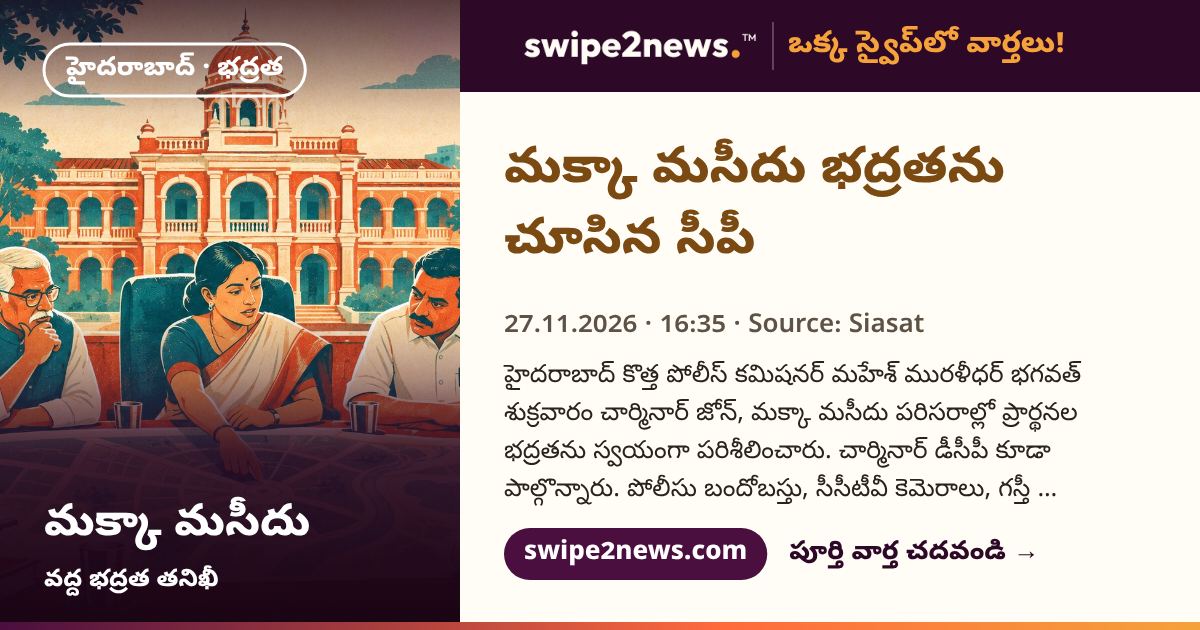 హైదరాబాద్ · భద్రత
మక్కా మసీదు
వద్ద భద్రత తనిఖీ
swipe2news.™ ఒక్క స్వైప్‌లో వార్తలు!
మక్కా మసీదు భద్రతను
చూసిన సీపీ
27.11.2026 · 16:35 · Source: Siasat
హైదరాబాద్ కొత్త పోలీస్ కమిషనర్ మహేశ్ మురళీధర్ భగవత్
శుక్రవారం చార్మినార్ జోన్, మక్కా మసీదు పరిసరాల్లో ప్రార్థనల
భద్రతను స్వయంగా పరిశీలించారు. చార్మినార్ డీసీపీ కూడా
పాల్గొన్నారు. పోలీసు బందోబస్తు, సీసీటీవీ కెమెరాలు, గస్తీ ...
swipe2news.com పూర్తి వార్త చదవండి →